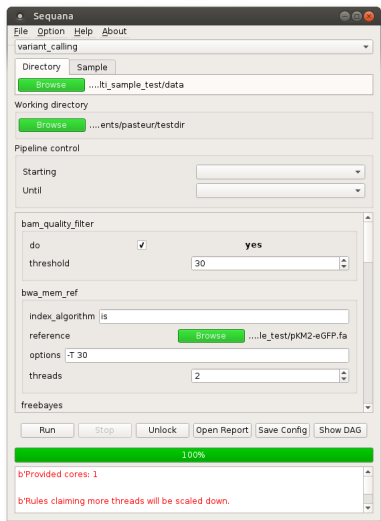 Sequana
File Option Help About
variant_calling
Directory Sample
Browse ....lti_sample_test/data
Working directory
Browse ....ents/pasteur/testdir
Pipeline control
Starting
Until
bam_quality_filter
do yes
threshold 30
bwa_mem_ref
index_algorithm is
reference Browse ....le_test/pKM2-eGFP.fa
options -T 30
threads 2
freebayes
Run Stop Unlock Open Report Save Config Show DAG
100%
b'Provided cores: 1
b'Rules claiming more threads will be scaled down.